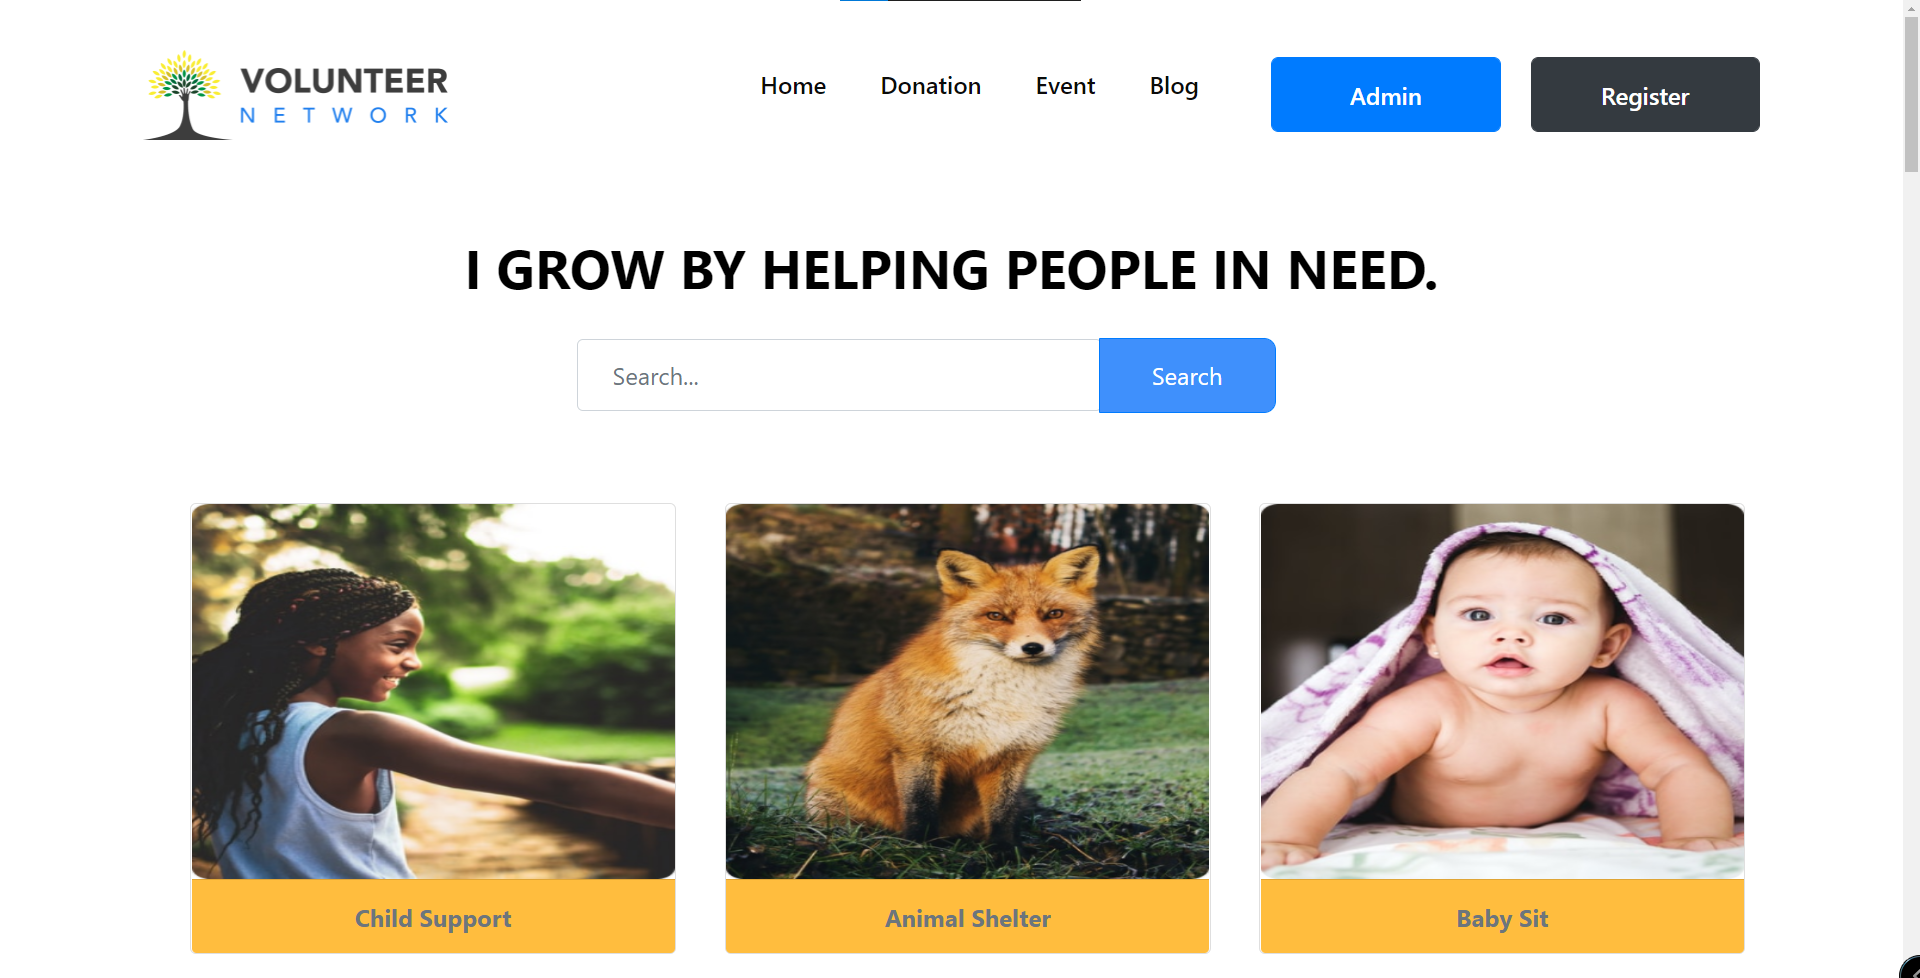 VOLUNTEER
NETWORK
Home Donation Event Blog Admin Register
I GROW BY HELPING PEOPLE IN NEED.
Search... Search
Child Support Animal Shelter Baby Sit